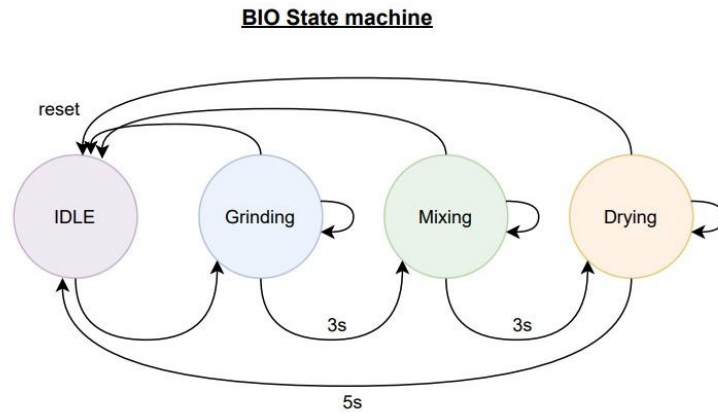 BIO State machine
reset
IDLE
Grinding
Mixing
Drying
3s
3s
5s